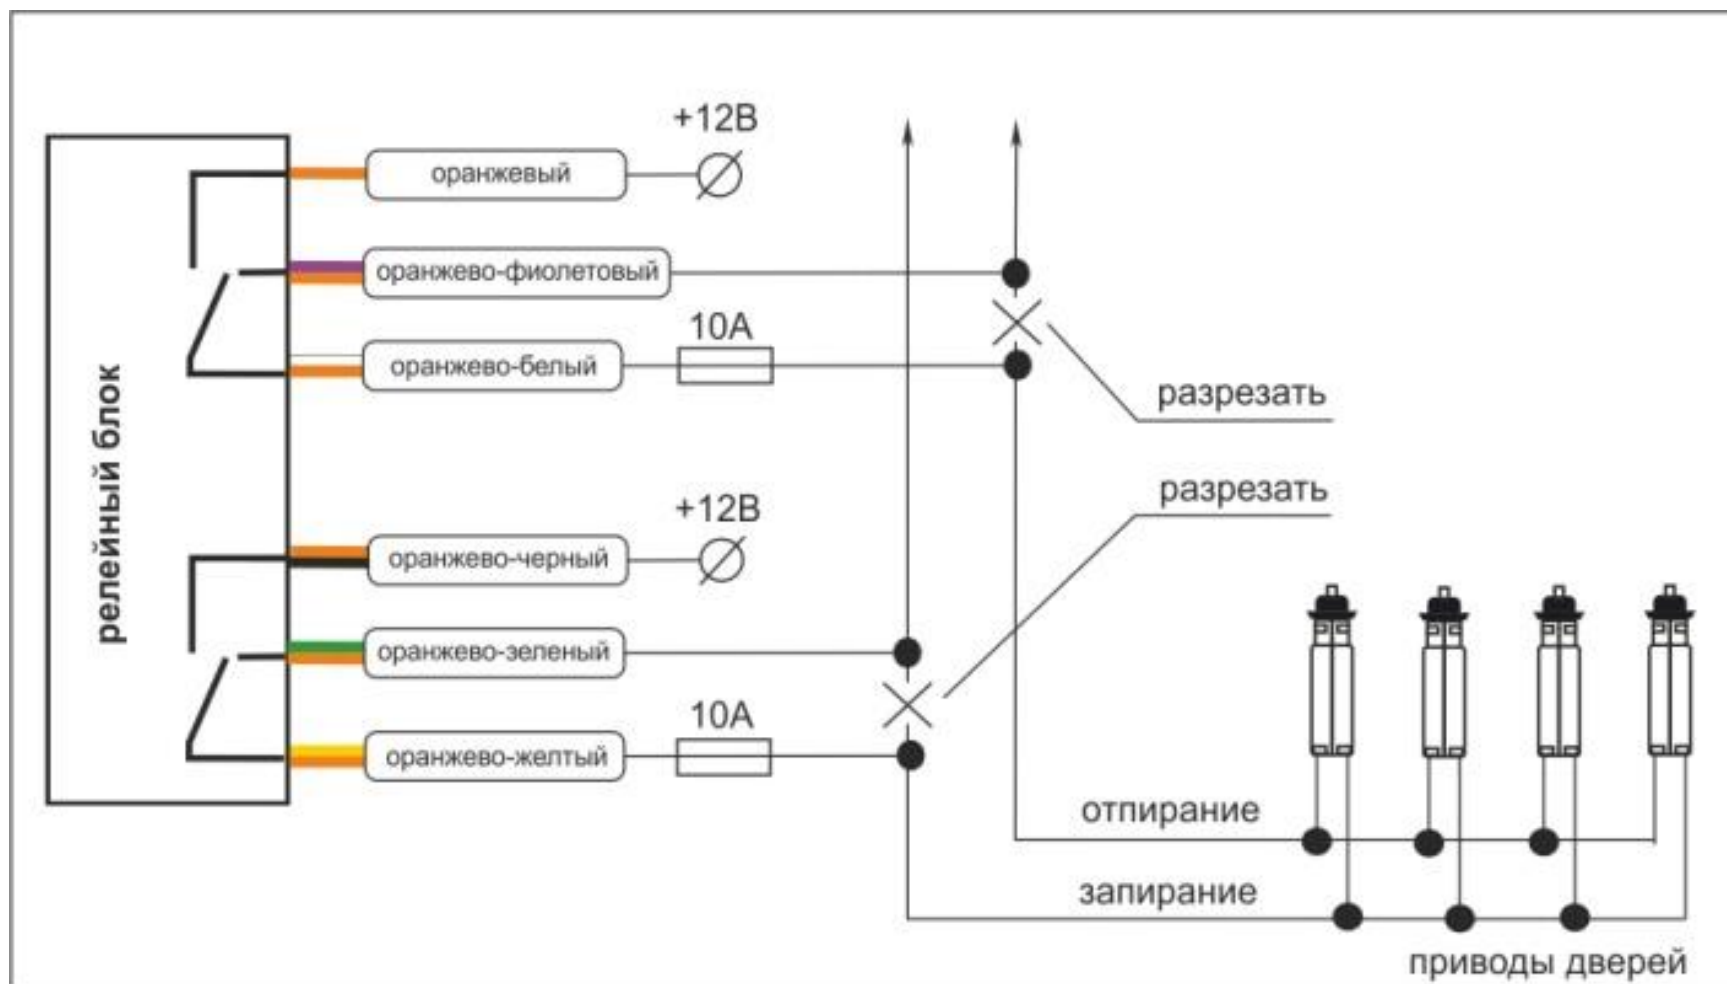 +12В
оранжевый
оранжево-фиолетовый
10А
оранжево-белый
разрезать
релейный блок
разрезать
+12В
оранжево-черный
оранжево-зеленый
10А
оранжево-желтый
отпирание
запирание
приводы дверей